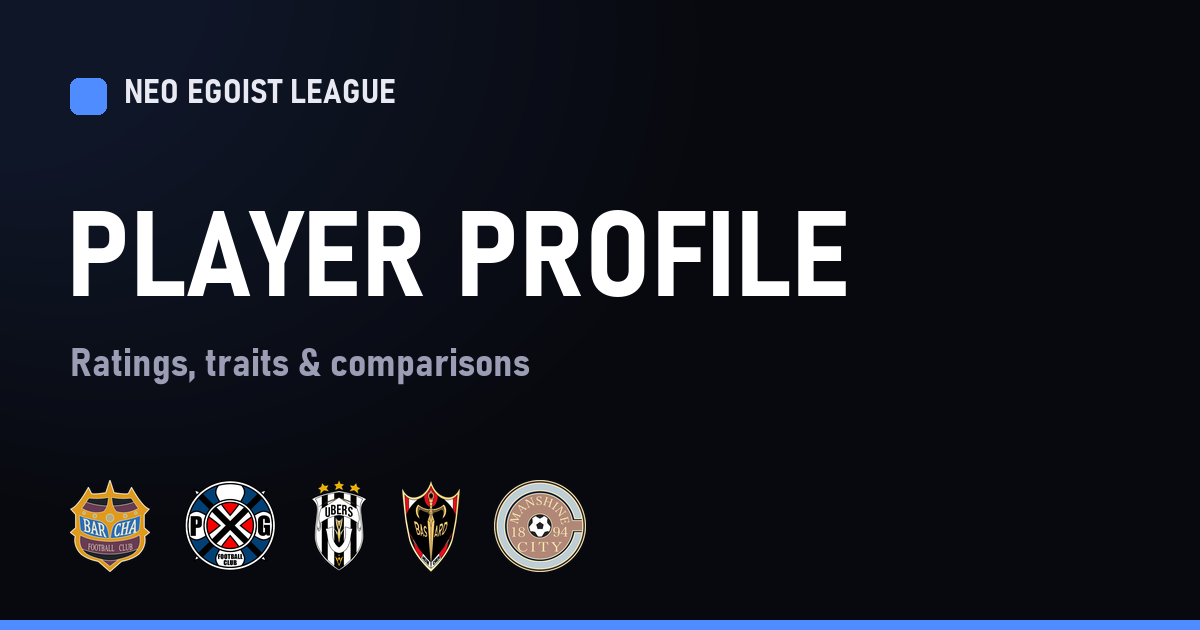 NEO EGOIST LEAGUE
PLAYER PROFILE
Ratings, traits & comparisons
BAR CHA
FOOTBALL CLUB
P X G
FOOTBALL
CLUB
UBERS
BASTARD
MANSHINE
18 94
CITY